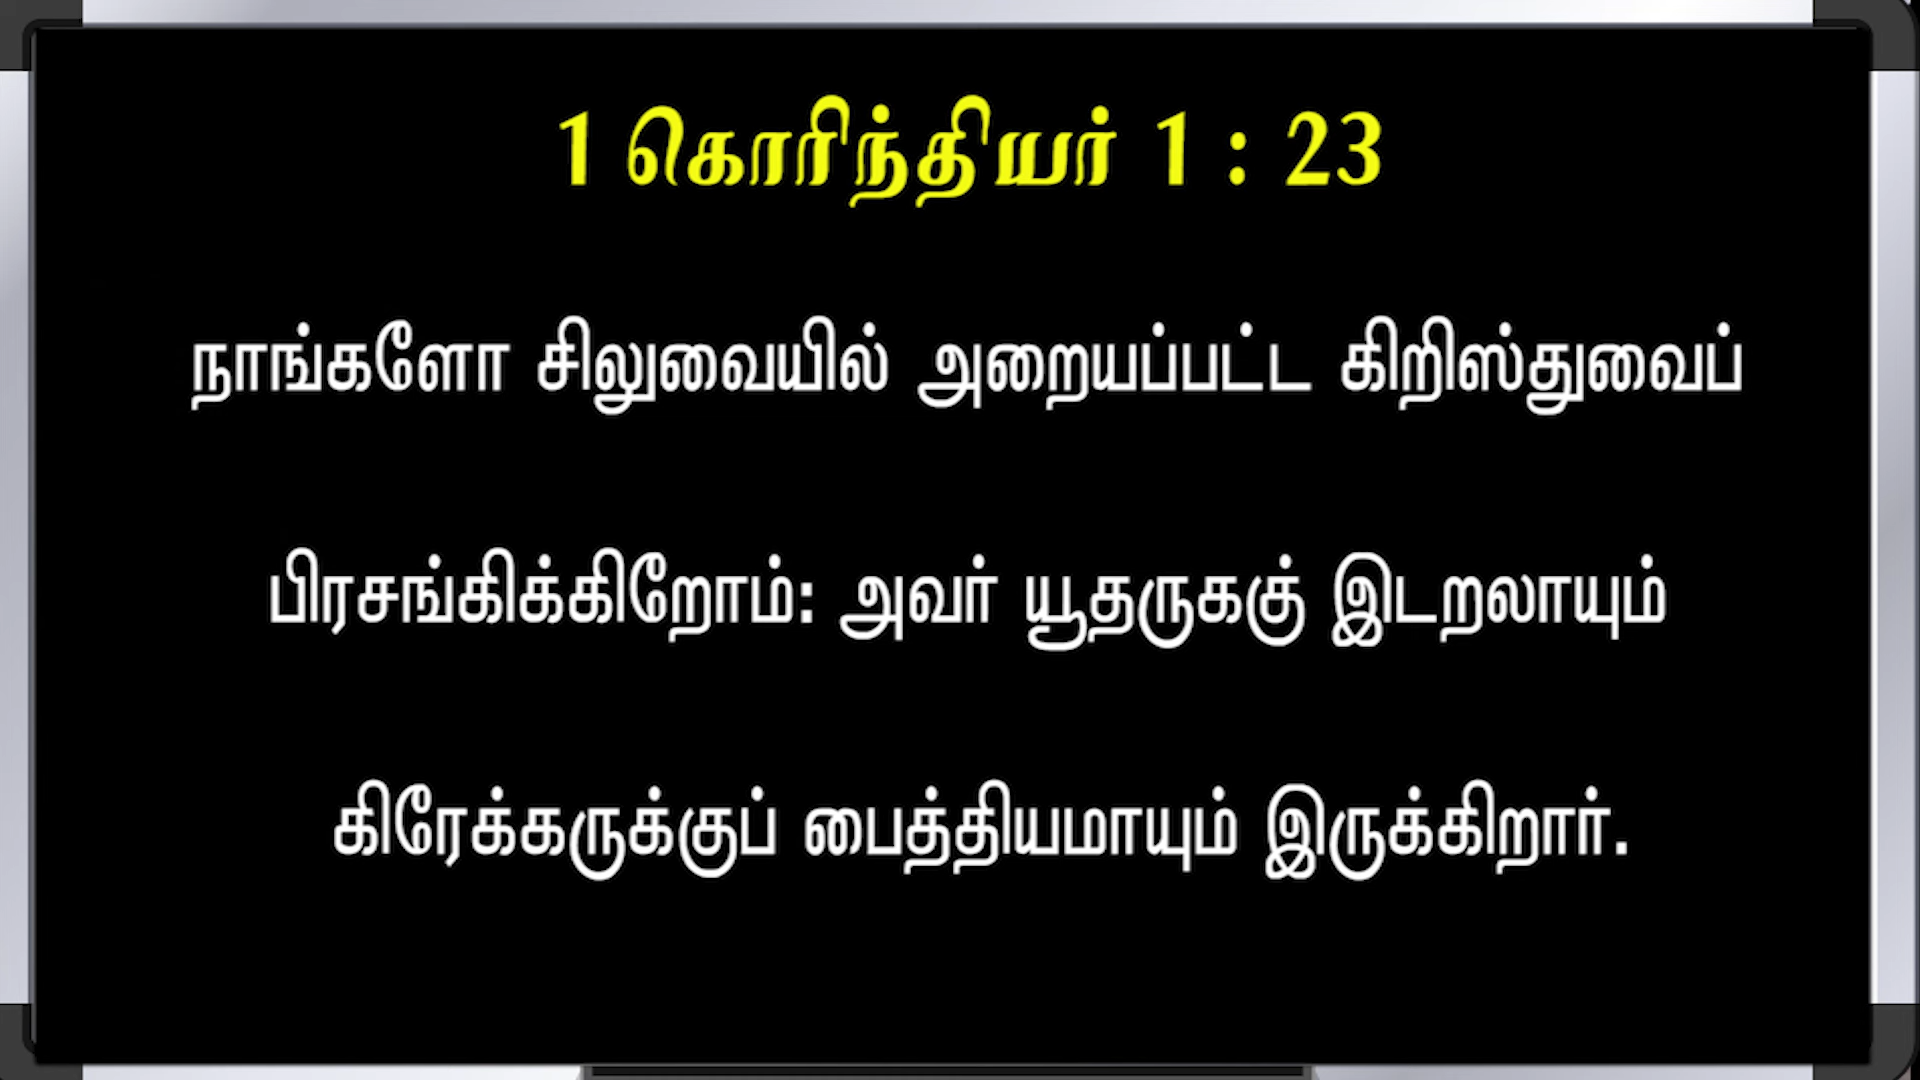 1 கொரிந்தியர் 1 : 23
நாங்களோ சிலுவையில் அறையப்பட்ட கிறிஸ்துவைப்
பிரசங்கிக்கிறோம்: அவர் யூதருககு் இடறலாயும்
கிரேக்கருக்குப் பைத்தியமாயும் இருக்கிறார்.